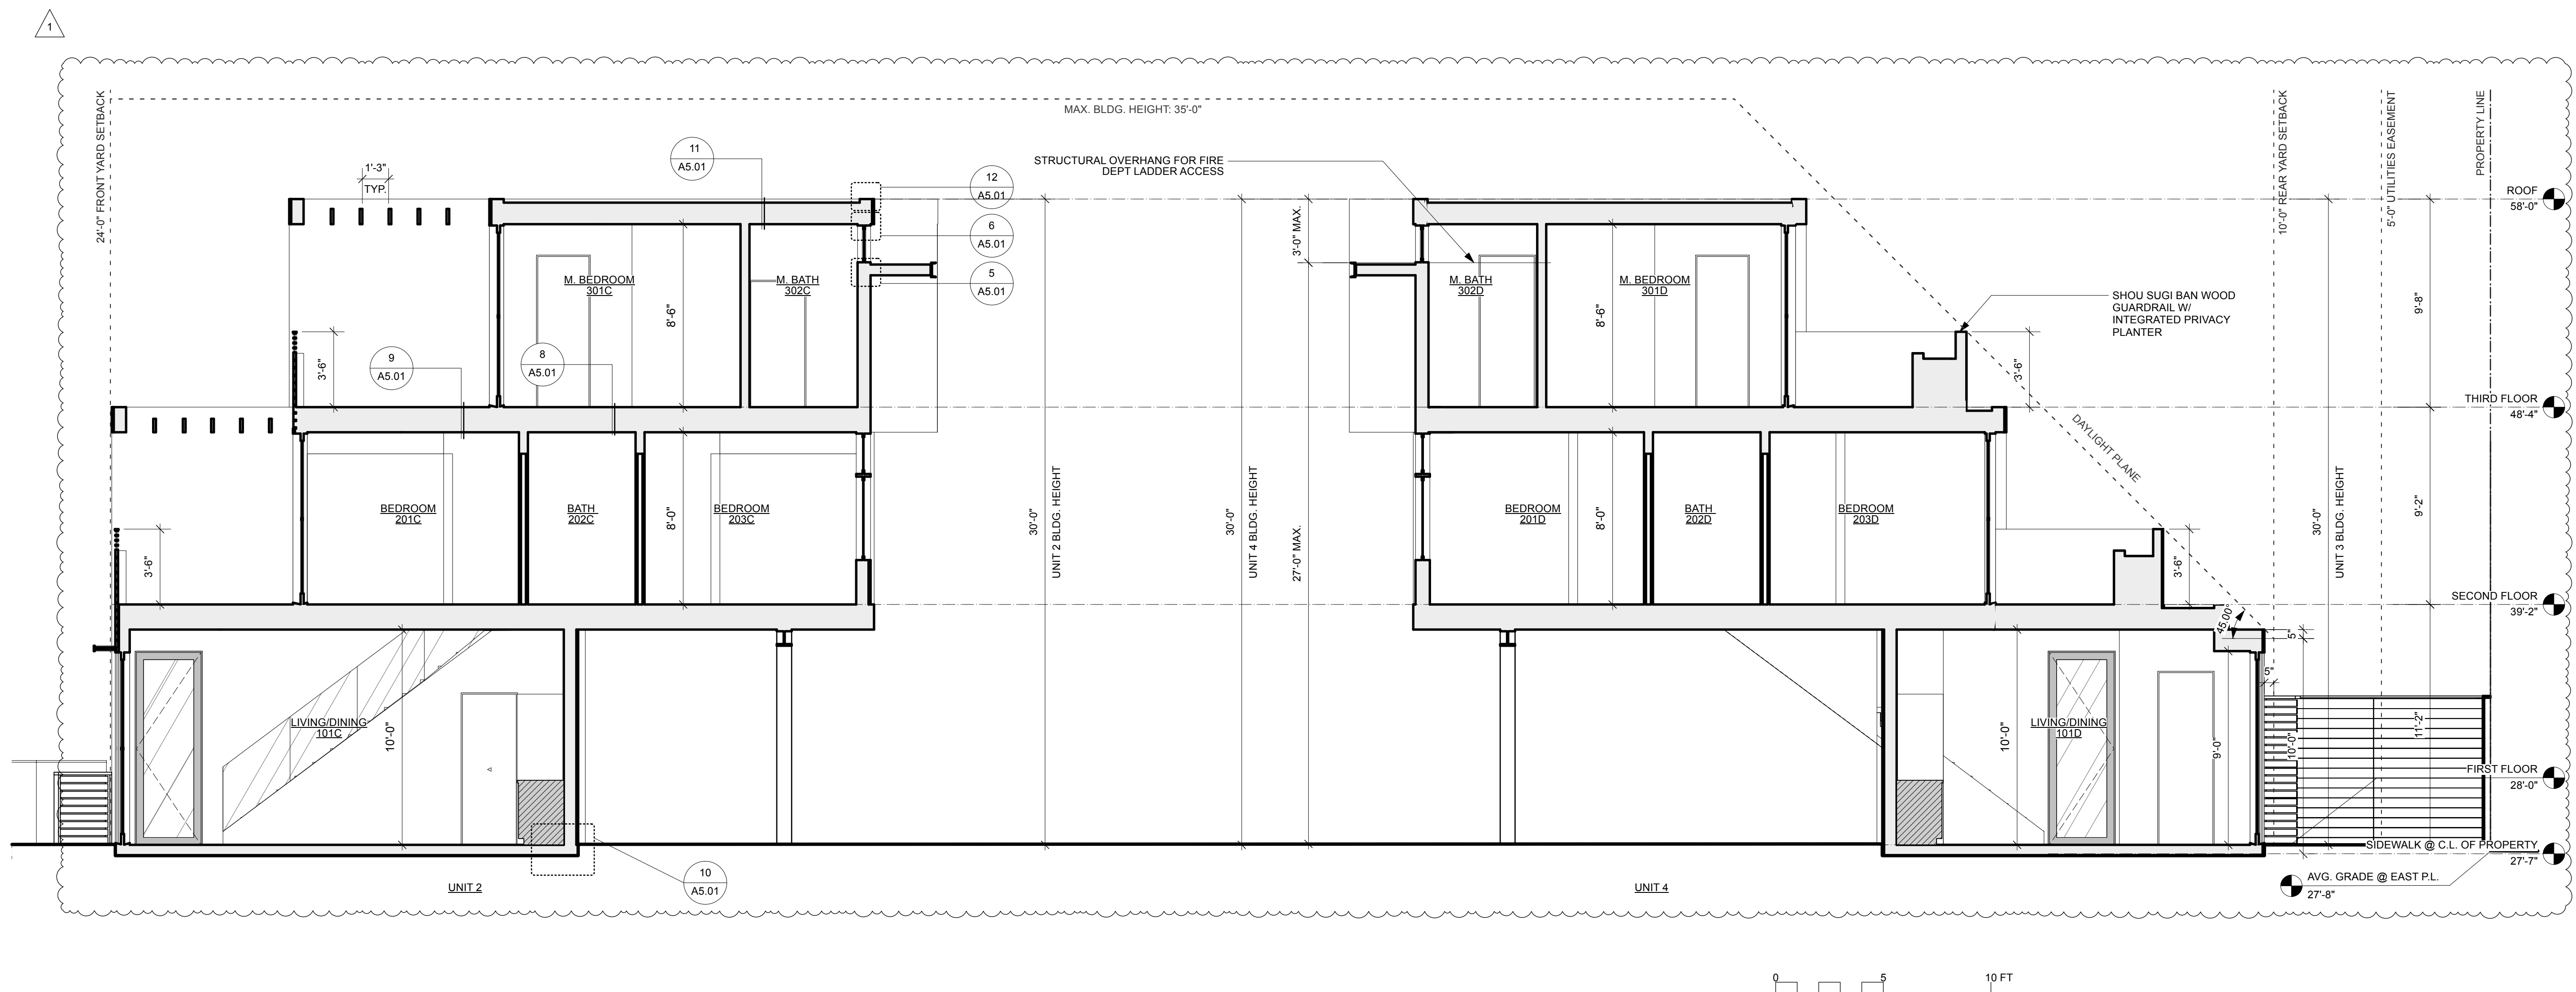 1
MAX. BLDG. HEIGHT: 35'-0"
24'-0" FRONT YARD SETBACK
10'-0" REAR YARD SETBACK
5'-0" UTILITIES EASEMENT
PROPERTY LINE
1'-3"
TYP.
11
A5.01
12
A5.01
6
A5.01
5
A5.01
STRUCTURAL OVERHANG FOR FIRE
DEPT LADDER ACCESS
3'-0" MAX.
ROOF
58'-0"
M. BEDROOM
301C
M. BATH
302C
8'-6"
M. BATH
302D
M. BEDROOM
301D
8'-6"
SHOU SUGI BAN WOOD
GUARDRAIL W/
INTEGRATED PRIVACY
PLANTER
9'-8"
3'-6"
9
A5.01
8
A5.01
3'-6"
THIRD FLOOR
48'-4"
DAYLIGHT PLANE
BEDROOM
201C
BATH
202C
8'-0"
BEDROOM
203C
30'-0"
UNIT 2 BLDG. HEIGHT
30'-0"
UNIT 4 BLDG. HEIGHT
27'-0" MAX.
BEDROOM
201D
8'-0"
BATH
202D
BEDROOM
203D
30'-0"
UNIT 3 BLDG. HEIGHT
9'-2"
3'-6"
3'-6"
SECOND FLOOR
39'-2"
45.00°
5"
5"
LIVING/DINING
101C
10'-0"
10'-0"
LIVING/DINING
101D
9'-0"
10'-0"
11'-2"
FIRST FLOOR
28'-0"
SIDEWALK @ C.L. OF PROPERTY
27'-7"
10
A5.01
UNIT 2
UNIT 4
AVG. GRADE @ EAST P.L.
27'-8"
0
5
10 FT